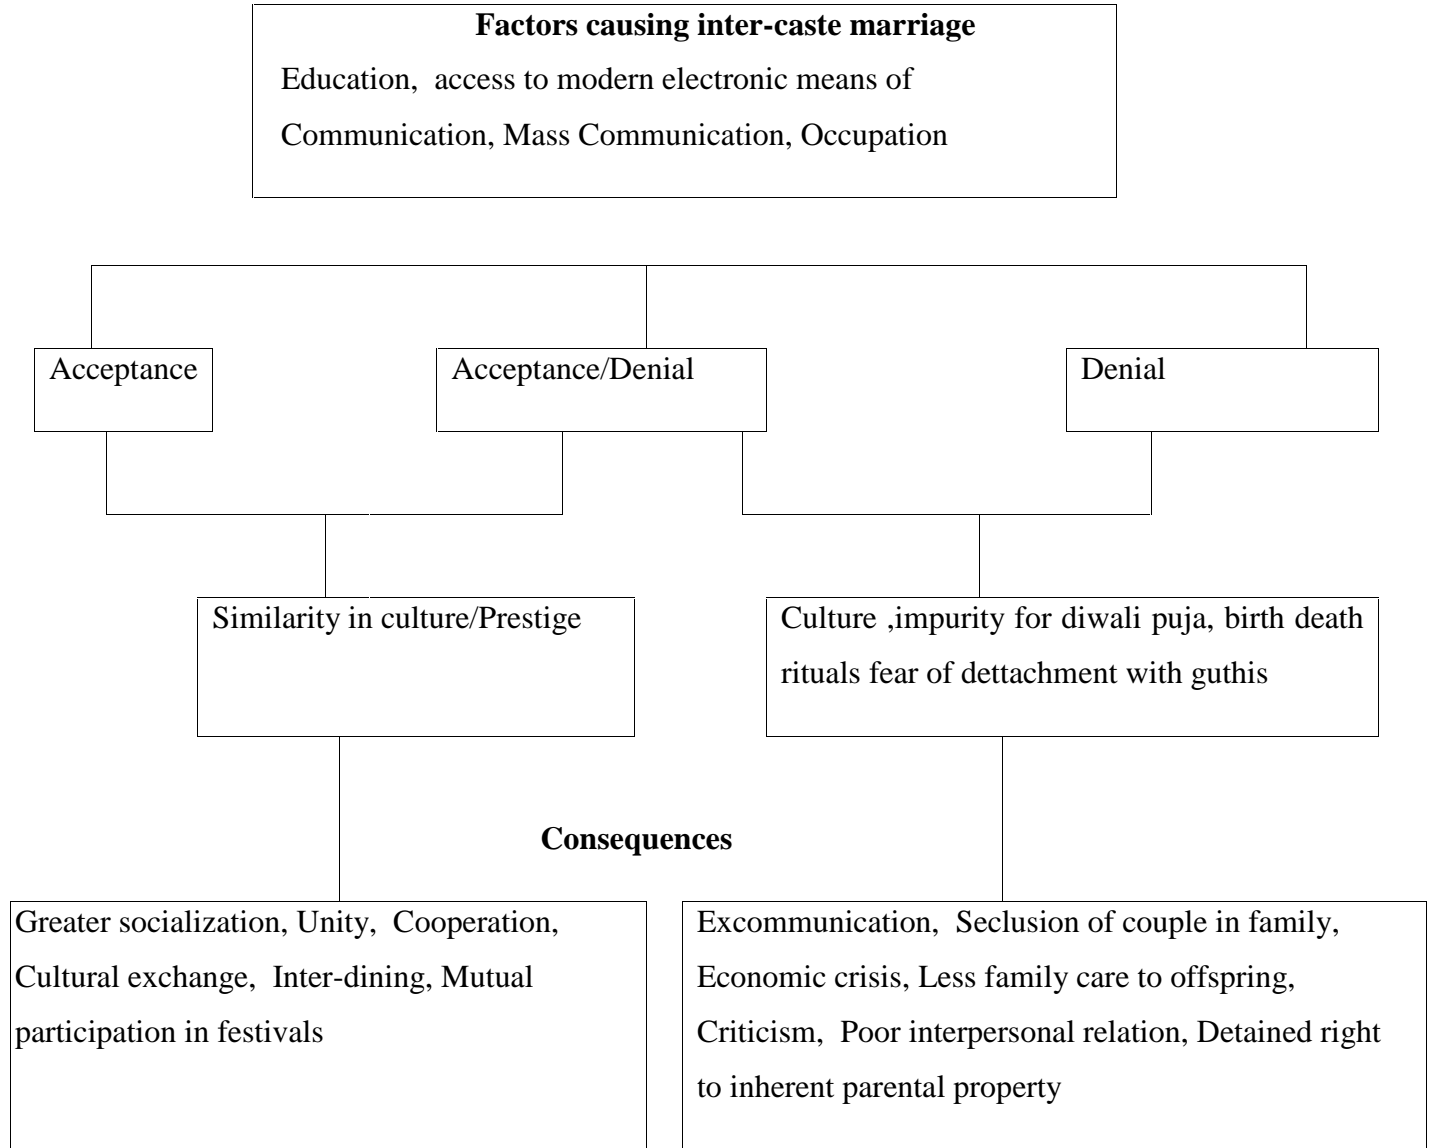 Factors causing inter-caste marriage
Education,  access to modern electronic means of
Communication, Mass Communication, Occupation
Acceptance
Acceptance/Denial
Denial
Similarity in culture/Prestige
Culture ,impurity for diwali puja, birth death
rituals fear of dettachment with guthis
Consequences
Greater socialization, Unity,  Cooperation,
Cultural exchange,  Inter-dining, Mutual
participation in festivals
Excommunication,  Seclusion of couple in family,
Economic crisis, Less family care to offspring,
Criticism,  Poor interpersonal relation, Detained right
to inherent parental property